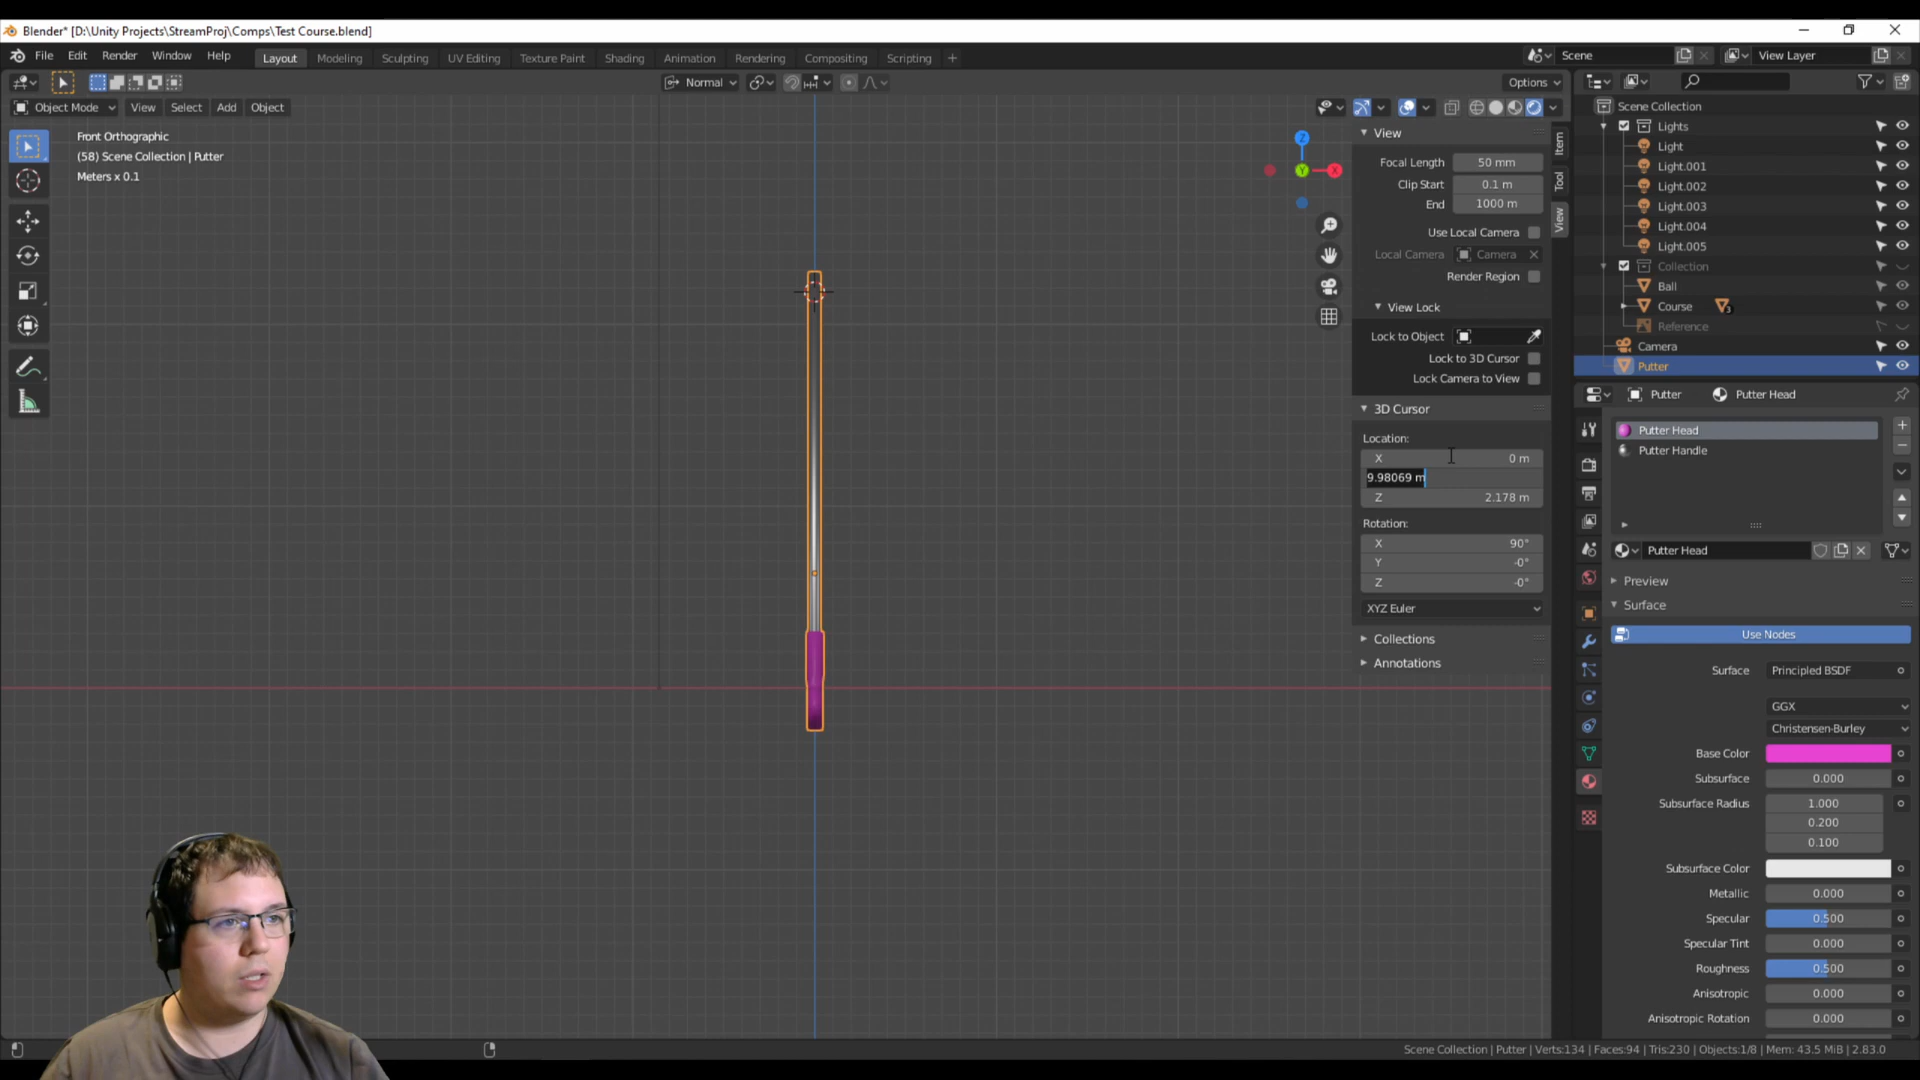 Blender* [D:\Unity Projects\StreamProj\Comps\Test Course.blend]
File Edit Render Window Help
Layout Modeling Sculpting UV Editing Texture Paint Shading Animation Rendering Compositing Scripting +
Scene
View Layer
Normal
Options
Object Mode View Select Add Object
Front Orthographic
(58) Scene Collection | Putter
Meters x 0.1
Z
Y
X
View
Focal Length 50 mm
Clip Start 0.1 m
End 1000 m
Use Local Camera
Local Camera Camera
Render Region
View Lock
Lock to Object
Lock to 3D Cursor
Lock Camera to View
3D Cursor
Location:
X 0 m
9.98069 m
Z 2.178 m
Rotation:
X 90°
Y -0°
Z -0°
XYZ Euler
Collections
Annotations
Item
Tool
View
Scene Collection
Lights
Light
Light.001
Light.002
Light.003
Light.004
Light.005
Collection
Ball
Course 3
Reference
Camera
Putter
Putter Putter Head
Putter Head
Putter Handle
Putter Head
Preview
Surface
Use Nodes
Surface Principled BSDF
GGX
Christensen-Burley
Base Color
Subsurface 0.000
Subsurface Radius 1.000
0.200
0.100
Subsurface Color
Metallic 0.000
Specular 0.500
Specular Tint 0.000
Roughness 0.500
Anisotropic 0.000
Anisotropic Rotation 0.000
Scene Collection | Putter | Verts:134 | Faces:94 | Tris:230 | Objects:1/8 | Mem: 43.5 MiB | 2.83.0